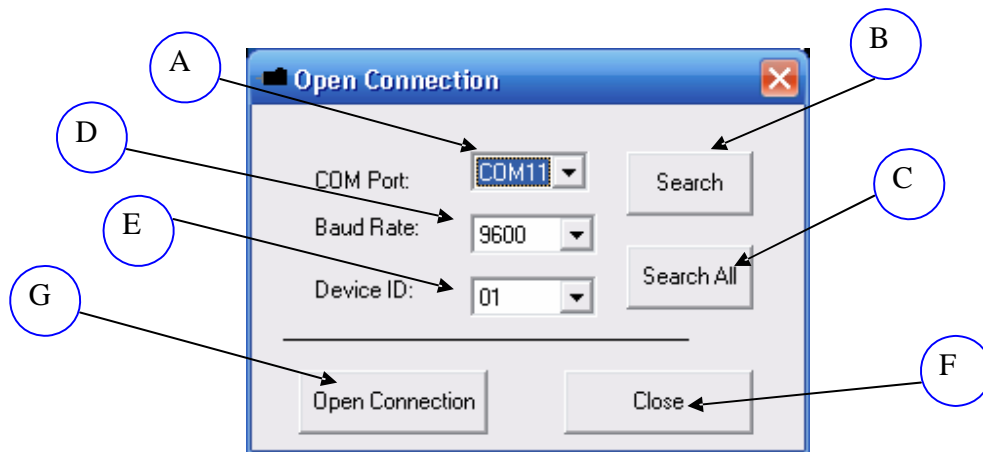 B
A
Open Connection
D
COM Port:
COM11
Search
C
Baud Rate:
9600
E
Search All
Device ID:
01
G
F
Open Connection
Close